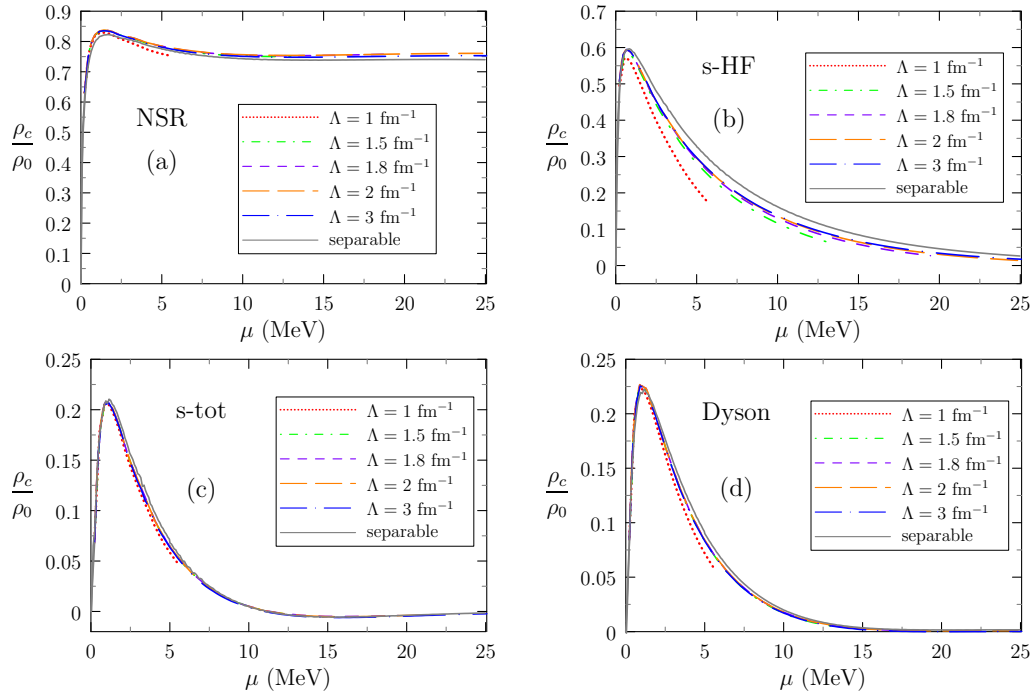 0.9
0.8
0.7
0.6
0.5
0.4
0.3
0.2
0.1
0
ρc/ρ0
NSR
(a)
Λ = 1 fm⁻¹
Λ = 1.5 fm⁻¹
Λ = 1.8 fm⁻¹
Λ = 2 fm⁻¹
Λ = 3 fm⁻¹
separable
0 5 10 15 20 25
μ (MeV)
0.7
0.6
0.5
0.4
0.3
0.2
0.1
0
ρc/ρ0
s-HF
(b)
Λ = 1 fm⁻¹
Λ = 1.5 fm⁻¹
Λ = 1.8 fm⁻¹
Λ = 2 fm⁻¹
Λ = 3 fm⁻¹
separable
0 5 10 15 20 25
μ (MeV)
0.25
0.2
0.15
0.1
0.05
0
ρc/ρ0
s-tot
(c)
Λ = 1 fm⁻¹
Λ = 1.5 fm⁻¹
Λ = 1.8 fm⁻¹
Λ = 2 fm⁻¹
Λ = 3 fm⁻¹
separable
0 5 10 15 20 25
μ (MeV)
0.25
0.2
0.15
0.1
0.05
0
ρc/ρ0
Dyson
(d)
Λ = 1 fm⁻¹
Λ = 1.5 fm⁻¹
Λ = 1.8 fm⁻¹
Λ = 2 fm⁻¹
Λ = 3 fm⁻¹
separable
0 5 10 15 20 25
μ (MeV)